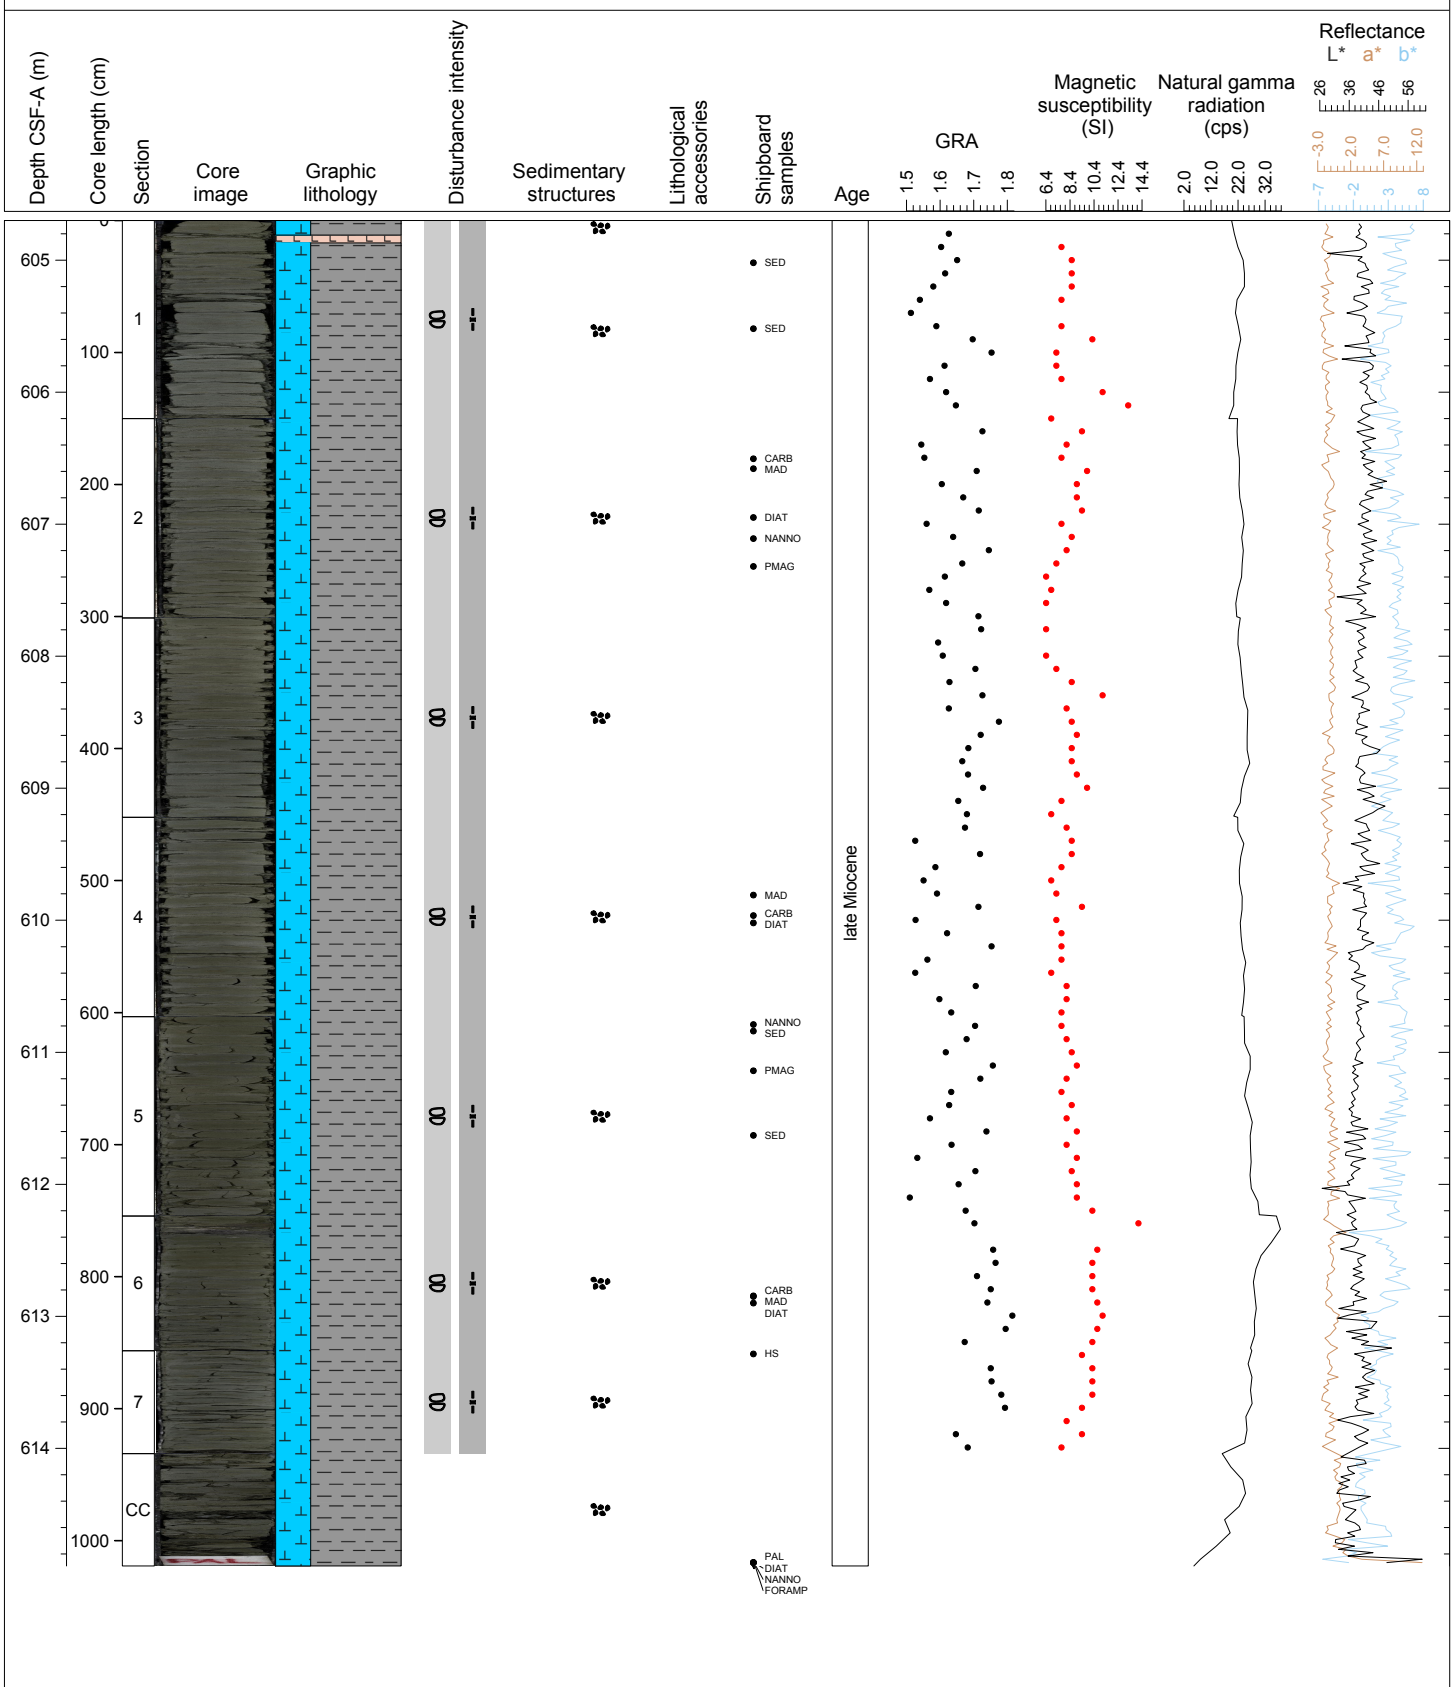 Depth CSF-A (m)
Core length (cm)
Section
Core
image
Graphic
lithology
Disturbance intensity
Sedimentary
structures
Lithological
accessories
Shipboard
samples
Age
GRA
1.5 1.6 1.7 1.8
Magnetic
susceptibility
(SI)
6.4 8.4 10.4 12.4 14.4
Natural gamma
radiation
(cps)
2.0 12.0 22.0 32.0
Reflectance
L* a* b*
26 36 46 56
-3.0 2.0 7.0 12.0
-7 -2 3 8
0
605
SED
1
SED
100
606
CARB
MAD
200
607
2
DIAT
NANNO
PMAG
300
608
3
400
609
late Miocene
500
MAD
4
CARB
610
DIAT
600
NANNO
SED
611
PMAG
5
SED
700
612
800
6
CARB
MAD
613
DIAT
HS
7
900
614
CC
1000
PAL
PAL
DIAT
NANNO
FORAMP